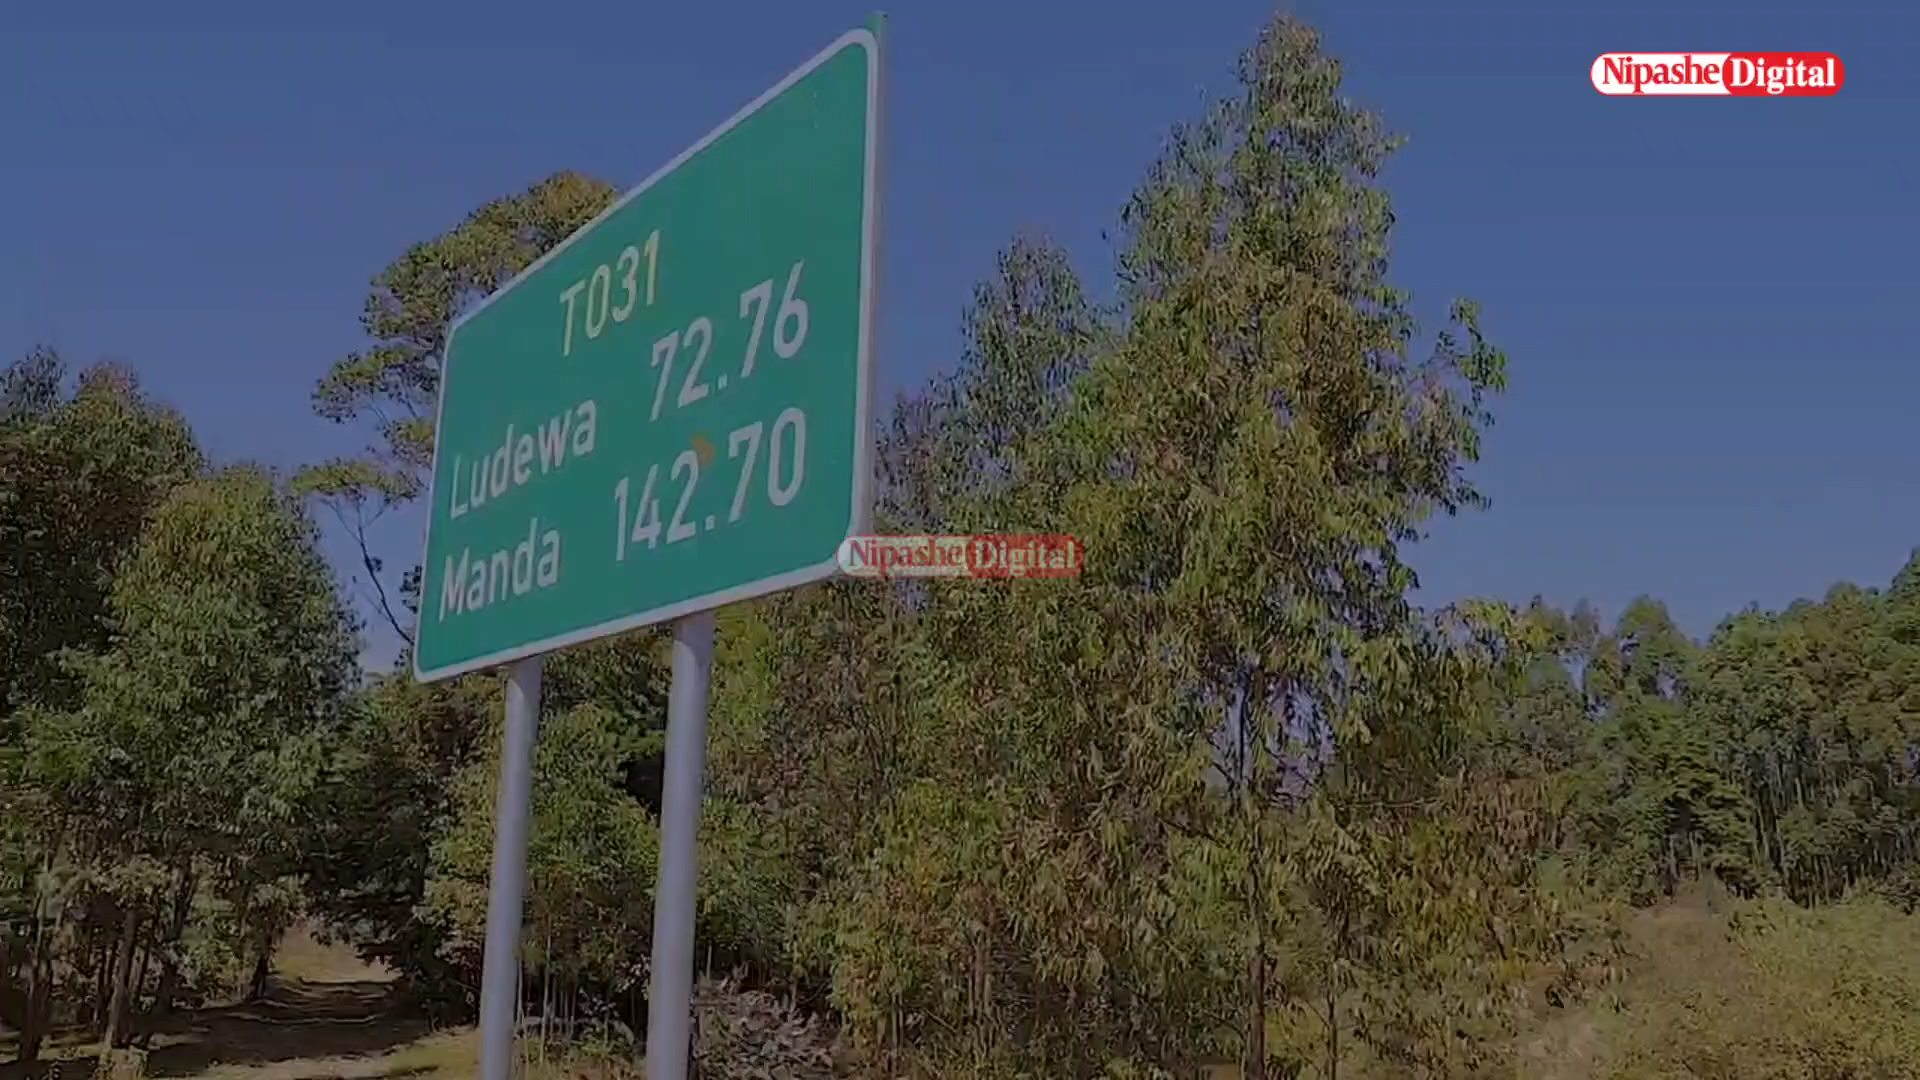 Nipashe Digital
T031
Ludewa 72.76
Manda 142.70
Nipashe Digital